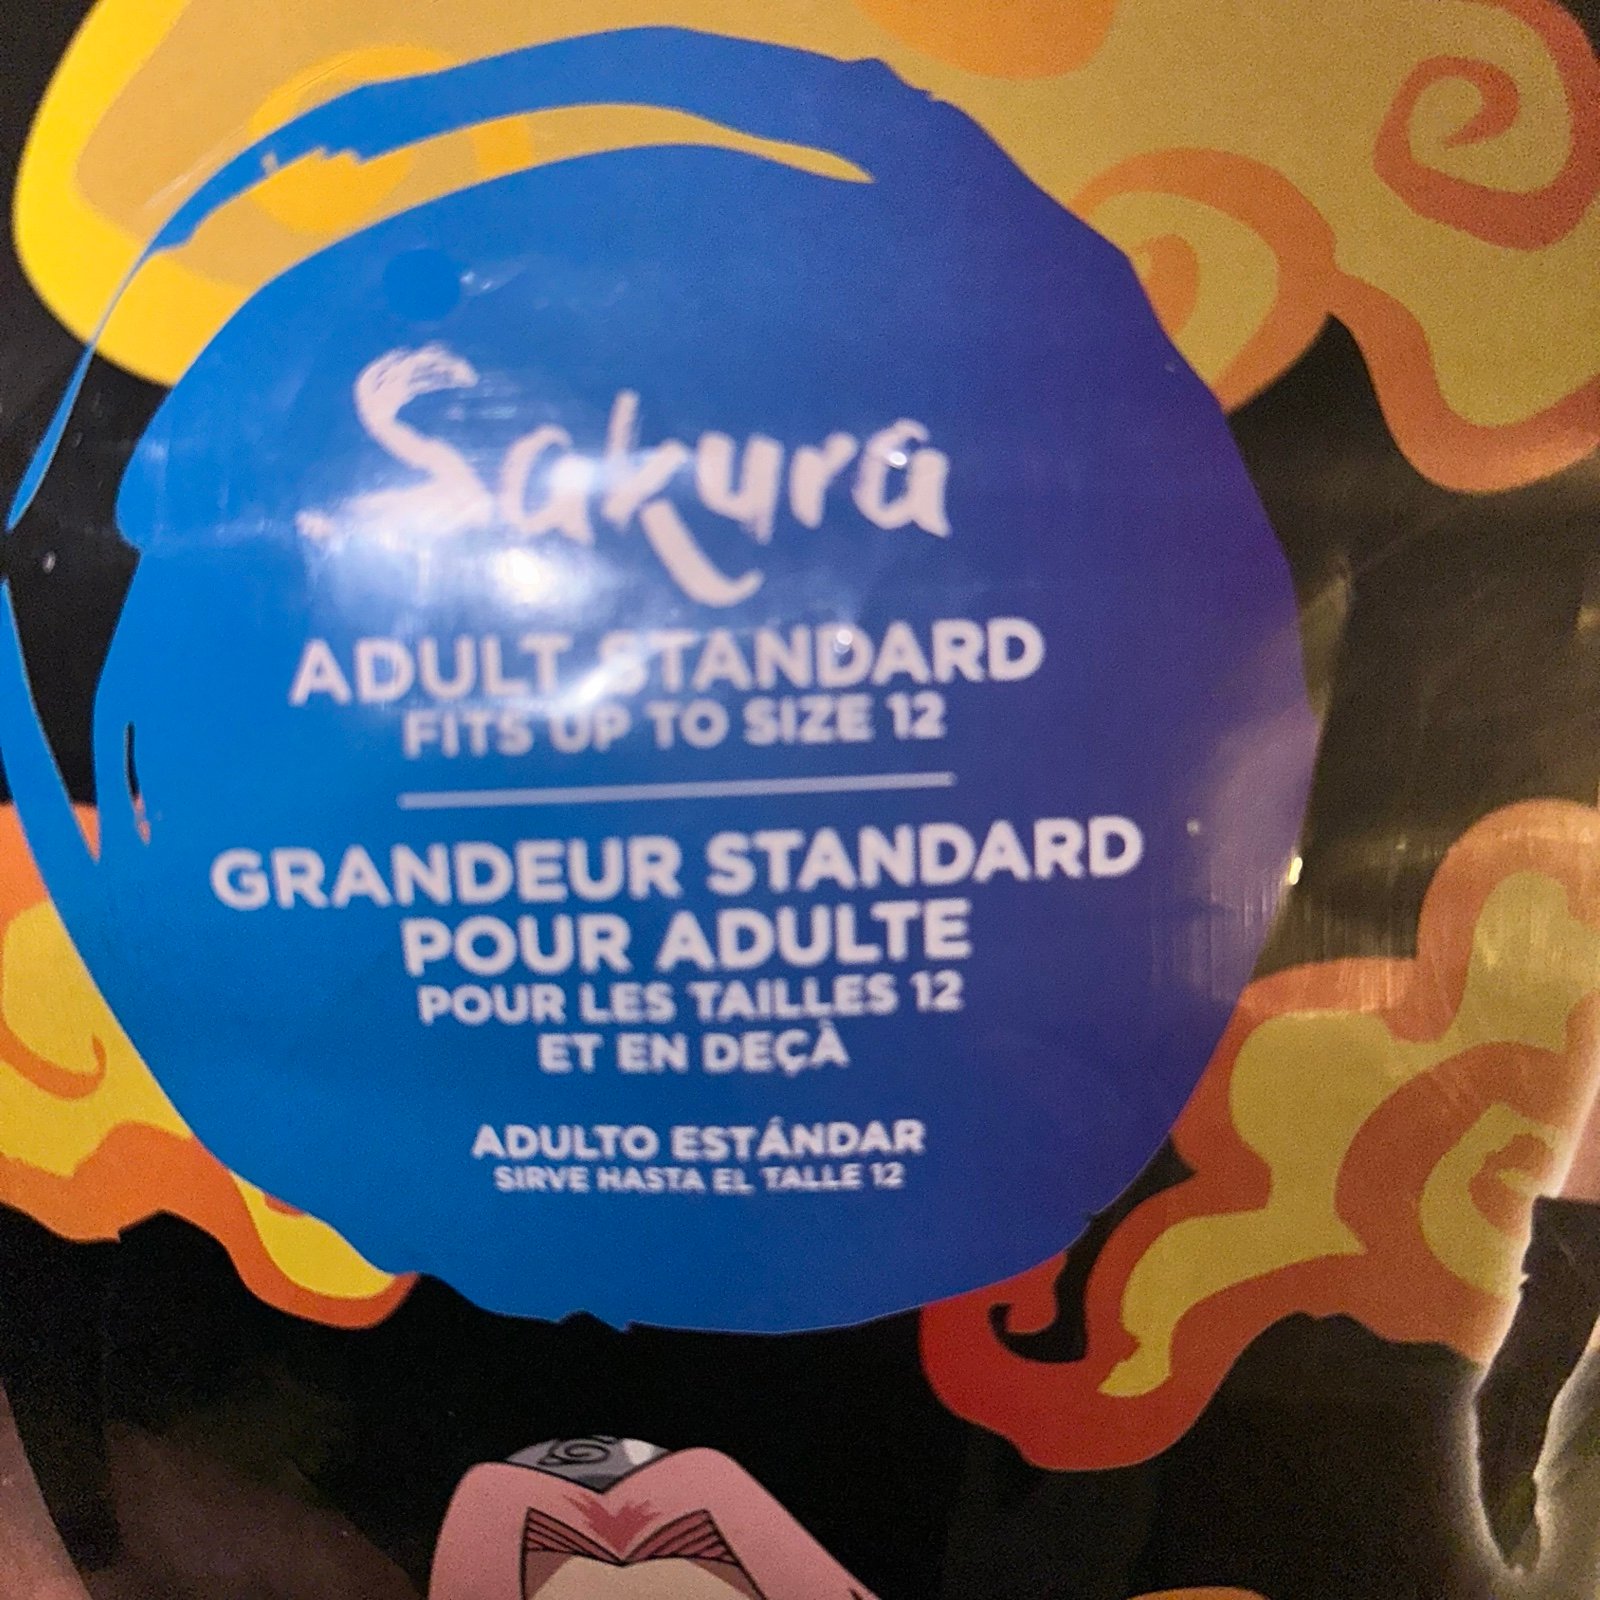 Sakura
ADULT STANDARD
FITS UP TO SIZE 12
GRANDEUR STANDARD
POUR ADULTE
POUR LES TAILLES 12
ET EN DEÇÀ
ADULTO ESTÁNDAR
SIRVE HASTA EL TALLE 12